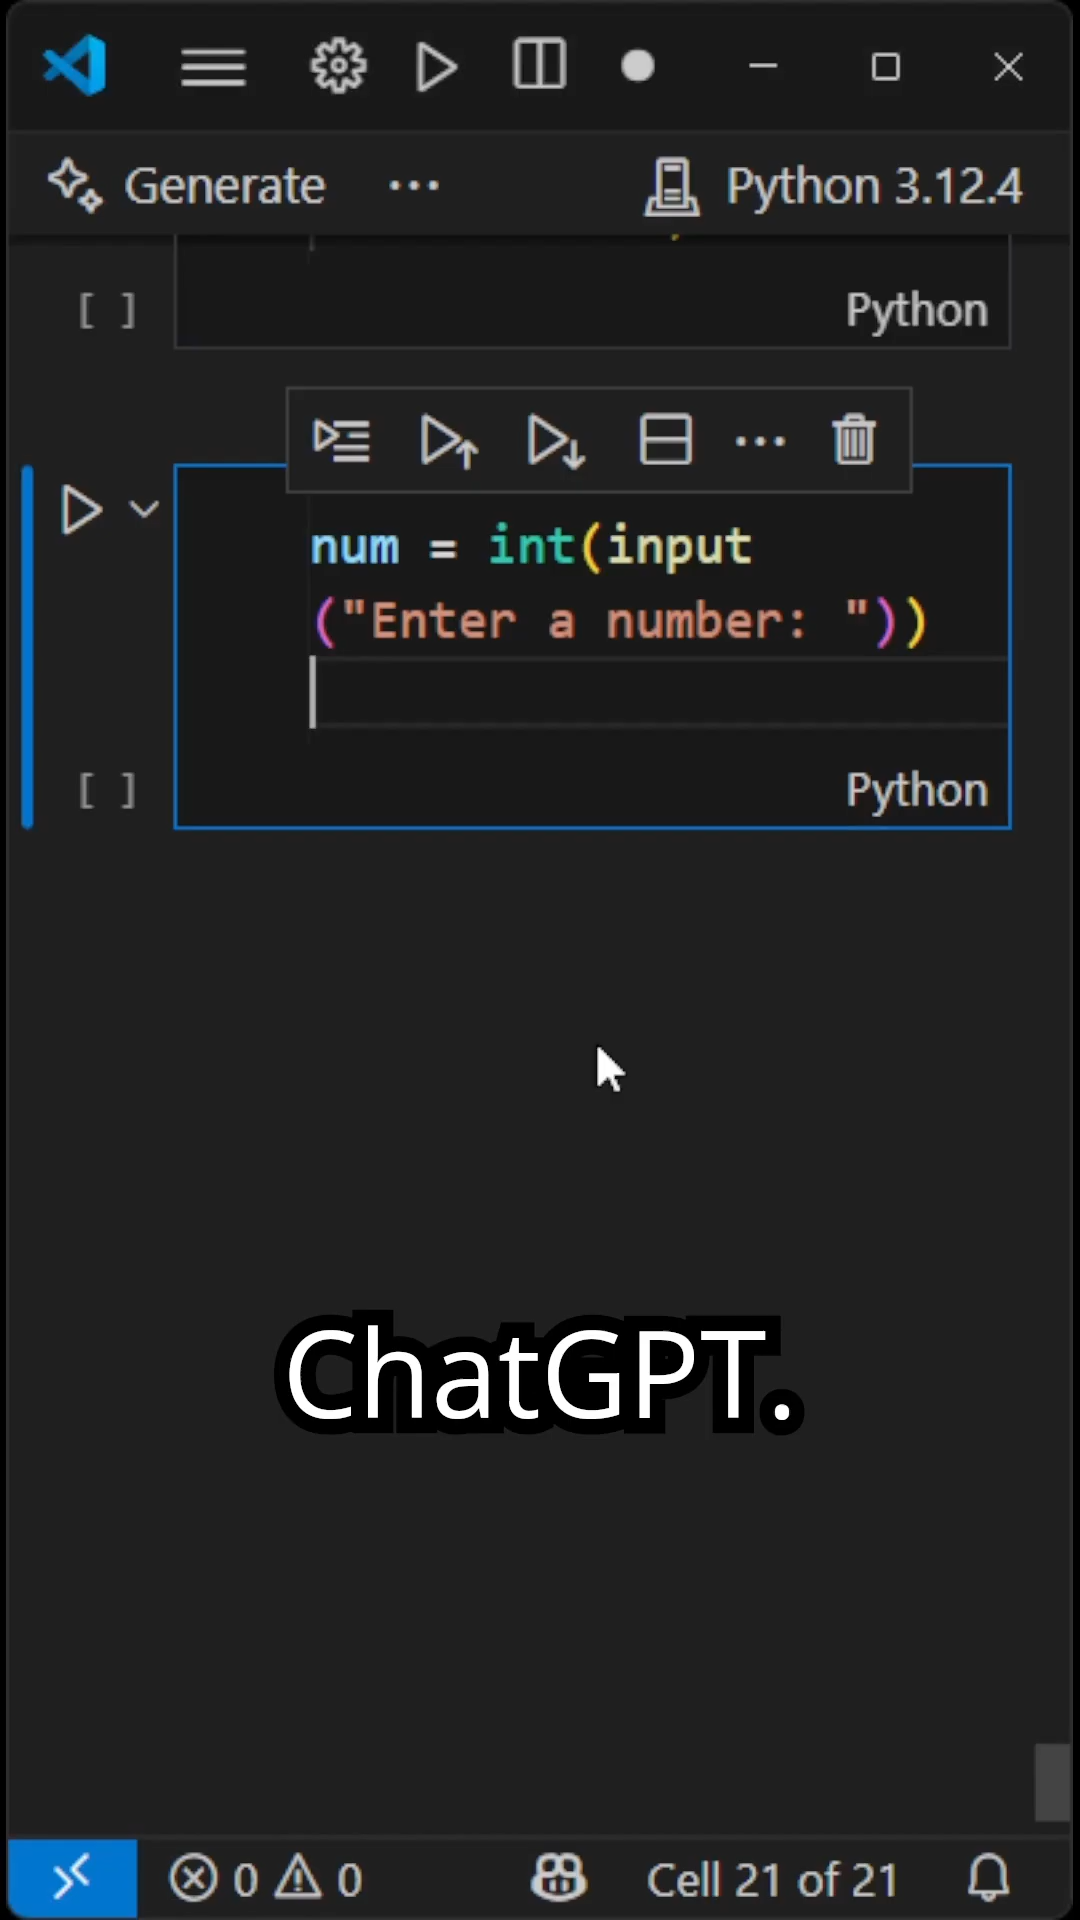 Generate ... Python 3.12.4
[ ] Python
num = int(input
("Enter a number: "))
[ ] Python
ChatGPT.
0 0 Cell 21 of 21